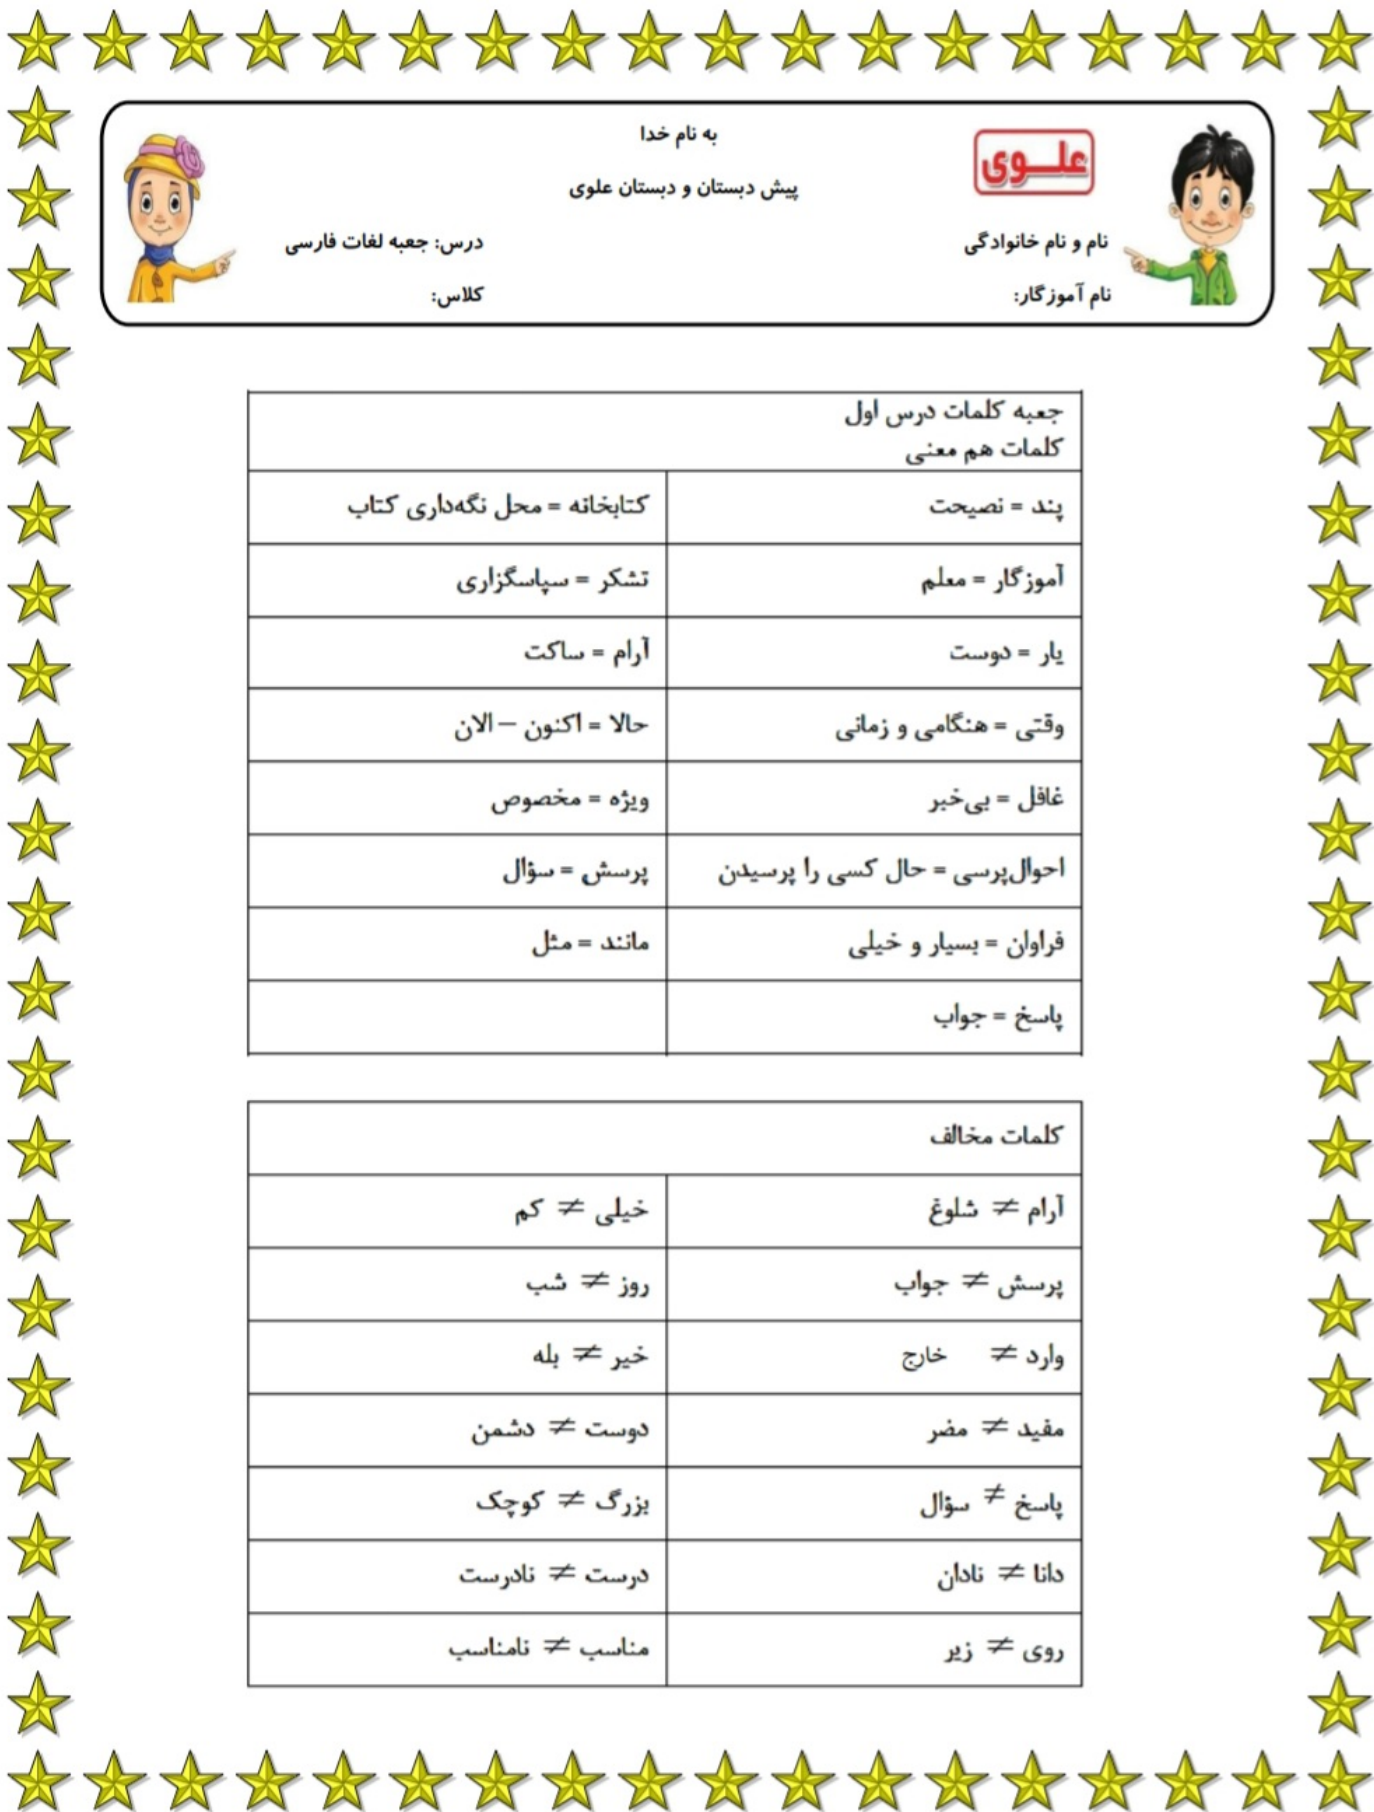 به نام خدا
علوی
پیش دبستان و دبستان علوی
نام و نام خانوادگی
درس: جعبه لغات فارسی
نام آموزگار:
کلاس:
جعبه کلمات درس اول
کلمات هم معنی
پند = نصیحت
کتابخانه = محل نگه‌داری کتاب
آموزگار = معلم
تشکر = سپاسگزاری
یار = دوست
آرام = ساکت
وقتی = هنگامی و زمانی
حالا = اکنون – الان
غافل = بی‌خبر
ویژه = مخصوص
احوال‌پرسی = حال کسی را پرسیدن
پرسش = سؤال
فراوان = بسیار و خیلی
مانند = مثل
پاسخ = جواب
کلمات مخالف
آرام ≠ شلوغ
خیلی ≠ کم
پرسش ≠ جواب
روز ≠ شب
وارد ≠ خارج
خیر ≠ بله
مفید ≠ مضر
دوست ≠ دشمن
پاسخ ≠ سؤال
بزرگ ≠ کوچک
دانا ≠ نادان
درست ≠ نادرست
روی ≠ زیر
مناسب ≠ نامناسب